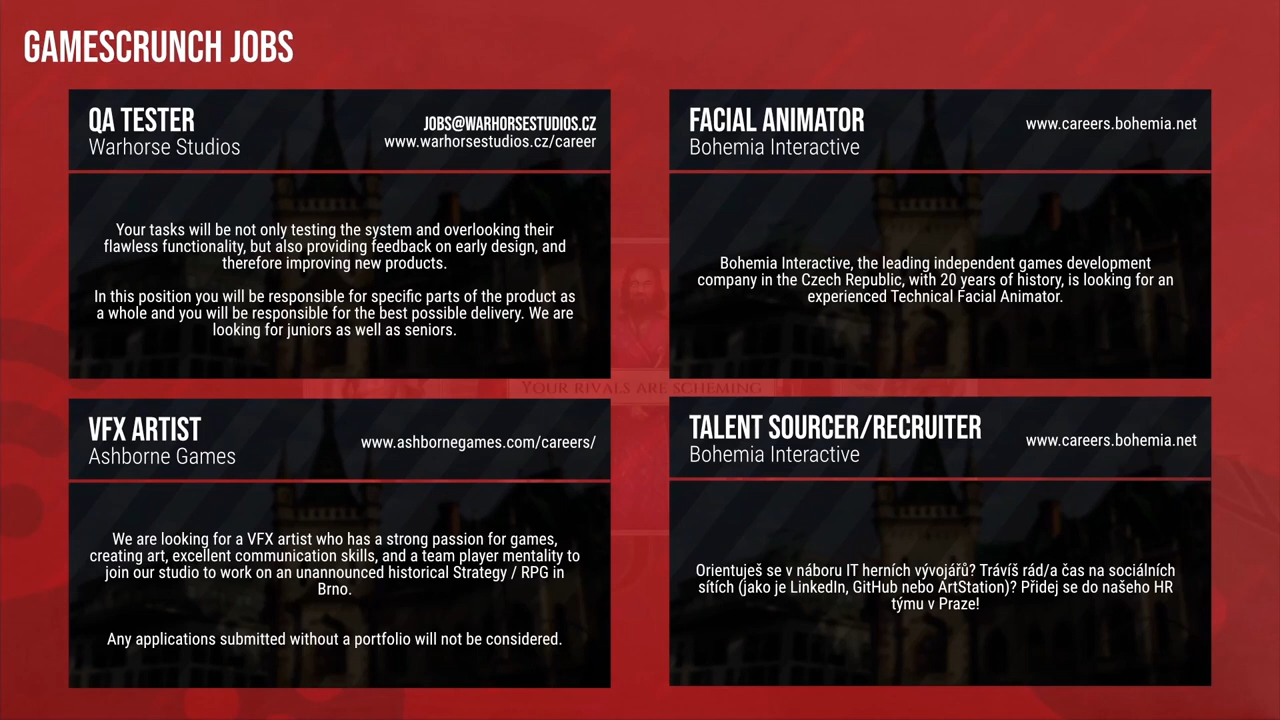 GAMESCRUNCH JOBS
QA TESTER
Warhorse Studios
JOBS@WARHORSESTUDIOS.CZ
www.warhorsestudios.cz/career
Your tasks will be not only testing the system and overlooking their
flawless functionality, but also providing feedback on early design, and
therefore improving new products.
In this position you will be responsible for specific parts of the product as
a whole and you will be responsible for the best possible delivery. We are
looking for juniors as well as seniors.
FACIAL ANIMATOR
Bohemia Interactive
www.careers.bohemia.net
Bohemia Interactive, the leading independent games development
company in the Czech Republic, with 20 years of history, is looking for an
experienced Technical Facial Animator.
YOUR RIVALS ARE SCHEMING
VFX ARTIST
Ashborne Games
www.ashbornegames.com/careers/
We are looking for a VFX artist who has a strong passion for games,
creating art, excellent communication skills, and a team player mentality to
join our studio to work on an unannounced historical Strategy / RPG in
Brno.
Any applications submitted without a portfolio will not be considered.
TALENT SOURCER/RECRUITER
Bohemia Interactive
www.careers.bohemia.net
Orientuješ se v náboru IT herních vývojářů? Trávíš rád/a čas na sociálních
sítích (jako je LinkedIn, GitHub nebo ArtStation)? Přidej se do našeho HR
týmu v Praze!